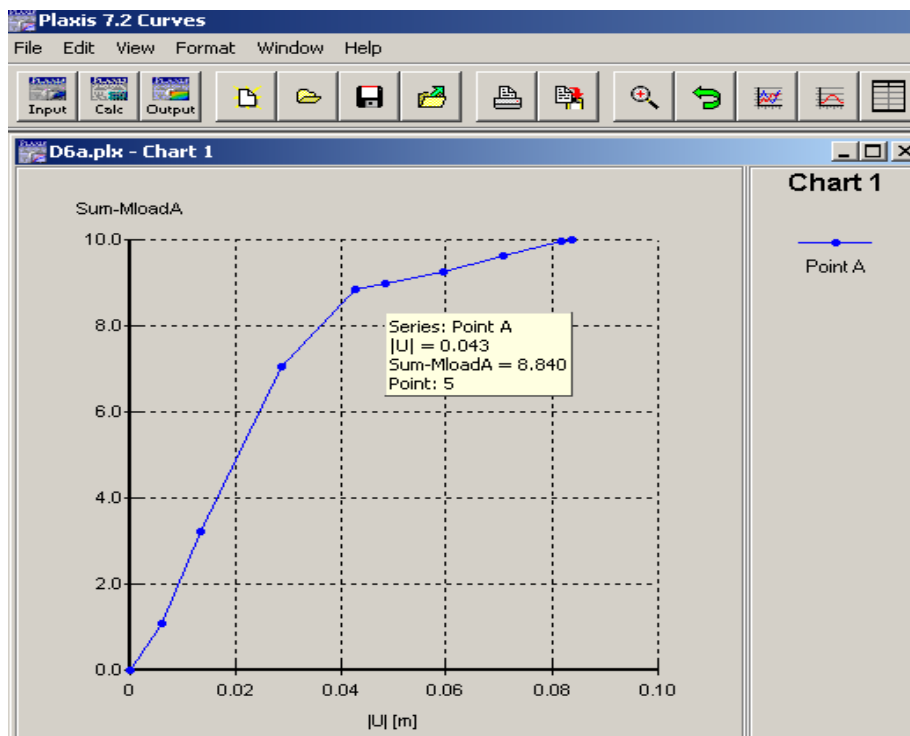 Plaxis 7.2 Curves
File Edit View Format Window Help
Input Calc Output
D6a.plx - Chart 1
Chart 1
Point A
Sum-MloadA
10.0
8.0
6.0
4.0
2.0
0.0
Series: Point A
|U| = 0.043
Sum-MloadA = 8.840
Point: 5
0 0.02 0.04 0.06 0.08 0.10
|U| [m]